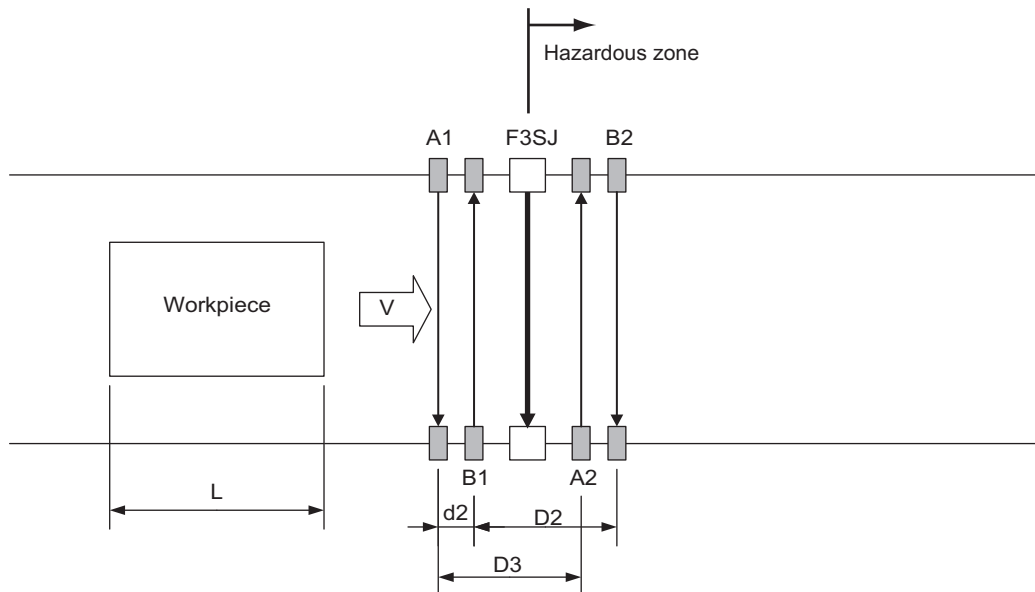 Hazardous zone
A1
F3SJ
B2
Workpiece
V
B1
A2
L
d2
D2
D3